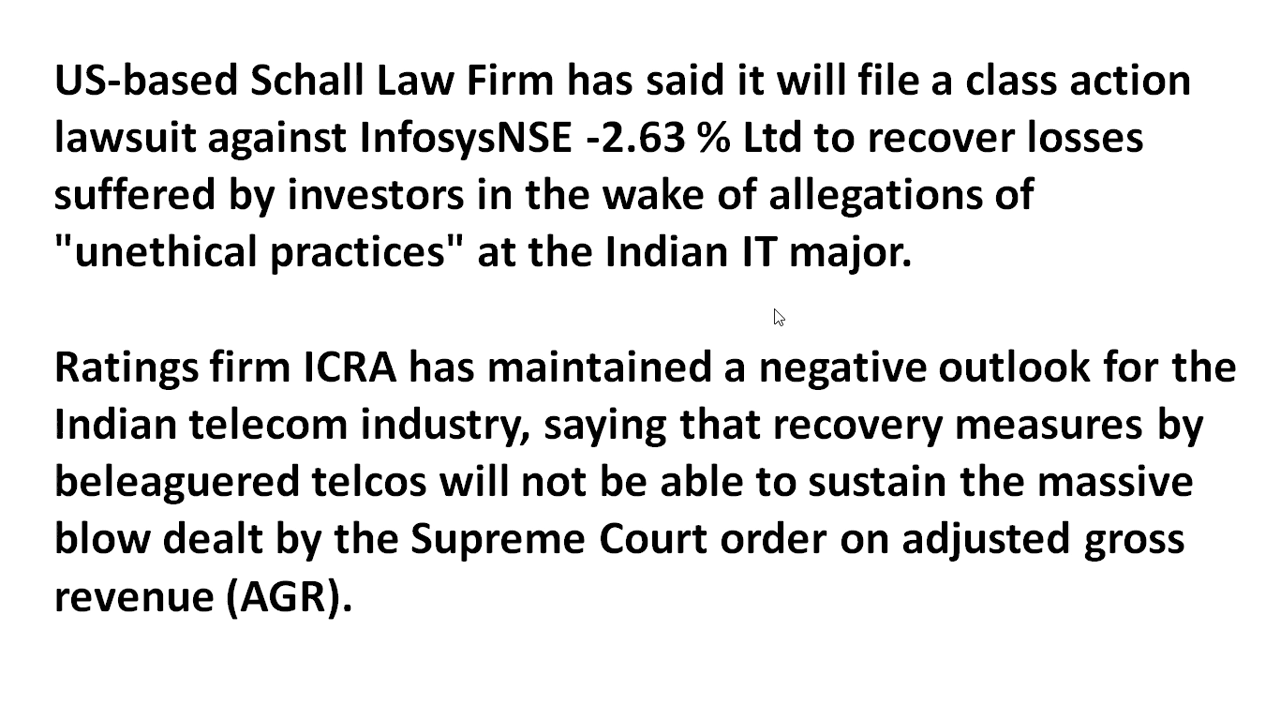 US-based Schall Law Firm has said it will file a class action
lawsuit against InfosysNSE -2.63 % Ltd to recover losses
suffered by investors in the wake of allegations of
"unethical practices" at the Indian IT major.
Ratings firm ICRA has maintained a negative outlook for the
Indian telecom industry, saying that recovery measures by
beleaguered telcos will not be able to sustain the massive
blow dealt by the Supreme Court order on adjusted gross
revenue (AGR).